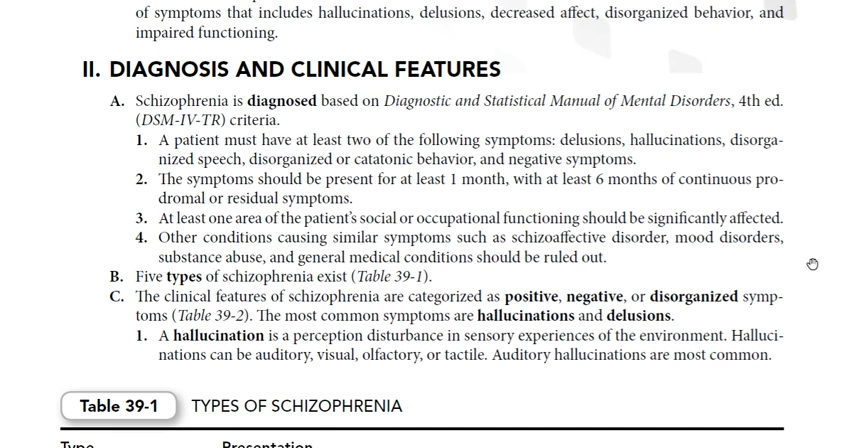 of symptoms that includes hallucinations, delusions, decreased affect, disorganized behavior, and
impaired functioning.
II. DIAGNOSIS AND CLINICAL FEATURES
A. Schizophrenia is diagnosed based on Diagnostic and Statistical Manual of Mental Disorders, 4th ed.
(DSM-IV-TR) criteria.
1. A patient must have at least two of the following symptoms: delusions, hallucinations, disorga-
nized speech, disorganized or catatonic behavior, and negative symptoms.
2. The symptoms should be present for at least 1 month, with at least 6 months of continuous pro-
dromal or residual symptoms.
3. At least one area of the patient's social or occupational functioning should be significantly affected.
4. Other conditions causing similar symptoms such as schizoaffective disorder, mood disorders,
substance abuse, and general medical conditions should be ruled out.
B. Five types of schizophrenia exist (Table 39-1).
C. The clinical features of schizophrenia are categorized as positive, negative, or disorganized symp-
toms (Table 39-2). The most common symptoms are hallucinations and delusions.
1. A hallucination is a perception disturbance in sensory experiences of the environment. Halluci-
nations can be auditory, visual, olfactory, or tactile. Auditory hallucinations are most common.
Table 39-1 TYPES OF SCHIZOPHRENIA
Type Presentation